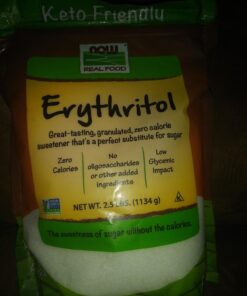 Keto Friendly
NOW
REAL FOOD
Erythritol
Great-tasting, granulated, zero calorie
sweetener that's a perfect substitute for sugar
Zero
Calories
No
oligosaccharides
or other added
ingredients
Low
Glycemic
Impact
NET WT. 2.5 LBS. (1134 g)
The sweetness of sugar without the calories.